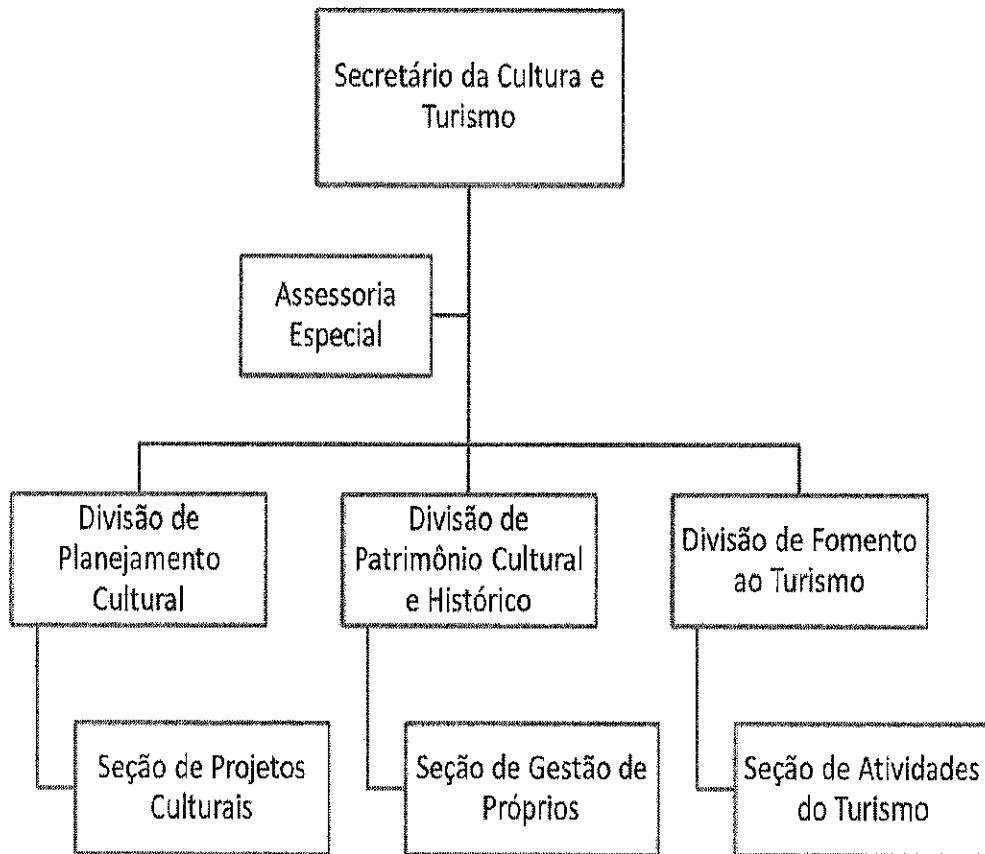 Secretário da Cultura e
Turismo
Assessoria
Especial
Divisão de
Planejamento
Cultural
Divisão de
Patrimônio Cultural
e Histórico
Divisão de Fomento
ao Turismo
Seção de Projetos
Culturais
Seção de Gestão de
Próprios
Seção de Atividades
do Turismo